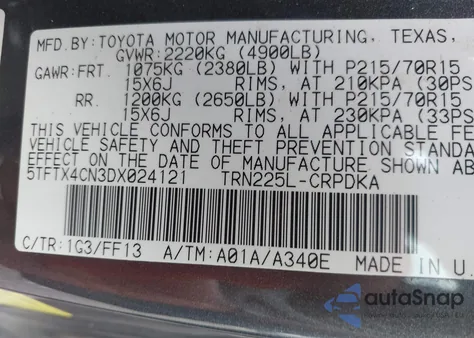 MFD.BY:TOYOTA MOTOR MANUFACTURING, TEXAS,
GVWR:2220KG (4900LB)
GAWR:FRT. 1075KG (2380LB) WITH P215/70R15
15X6J RIMS, AT 210KPA (30PS
RR. 1200KG (2650LB) WITH P215/70R15
15X6J RIMS, AT 230KPA (33PS
THIS VEHICLE CONFORMS TO ALL APPLICABLE FE
VEHICLE SAFETY AND THEFT PREVENTION STANDA
EFFECT ON THE DATE OF MANUFACTURE SHOWN AB
5TFTX4CN3DX024121 TRN225L-CRPDKA
C/TR:1G3/FF13 A/TM:A01A/A340E MADE IN U.
autoSnap